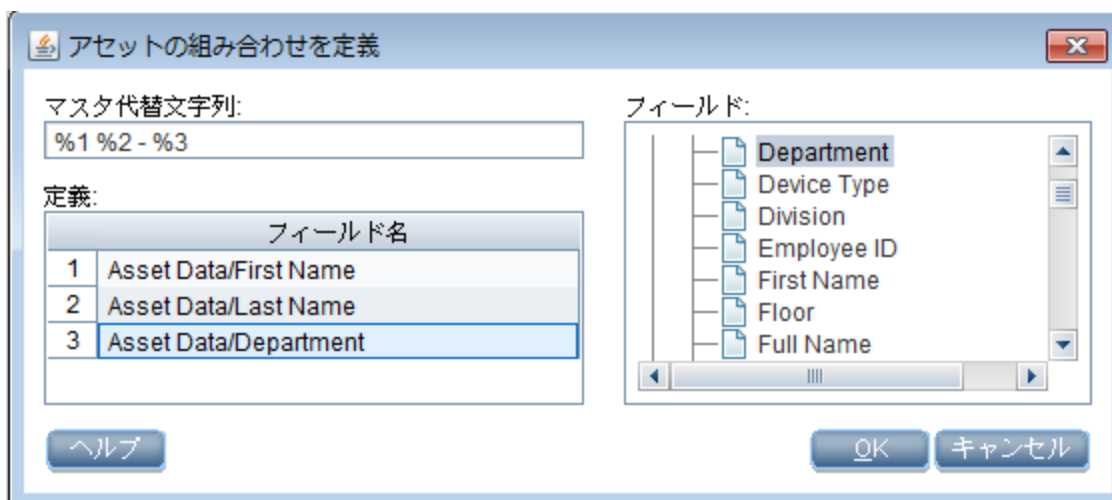 アセットの組み合わせを定義
マスタ代替文字列:
%1 %2 - %3
定義:
フィールド名
1 Asset Data/First Name
2 Asset Data/Last Name
3 Asset Data/Department
フィールド:
Department
Device Type
Division
Employee ID
First Name
Floor
Full Name
ヘルプ
OK
キャンセル